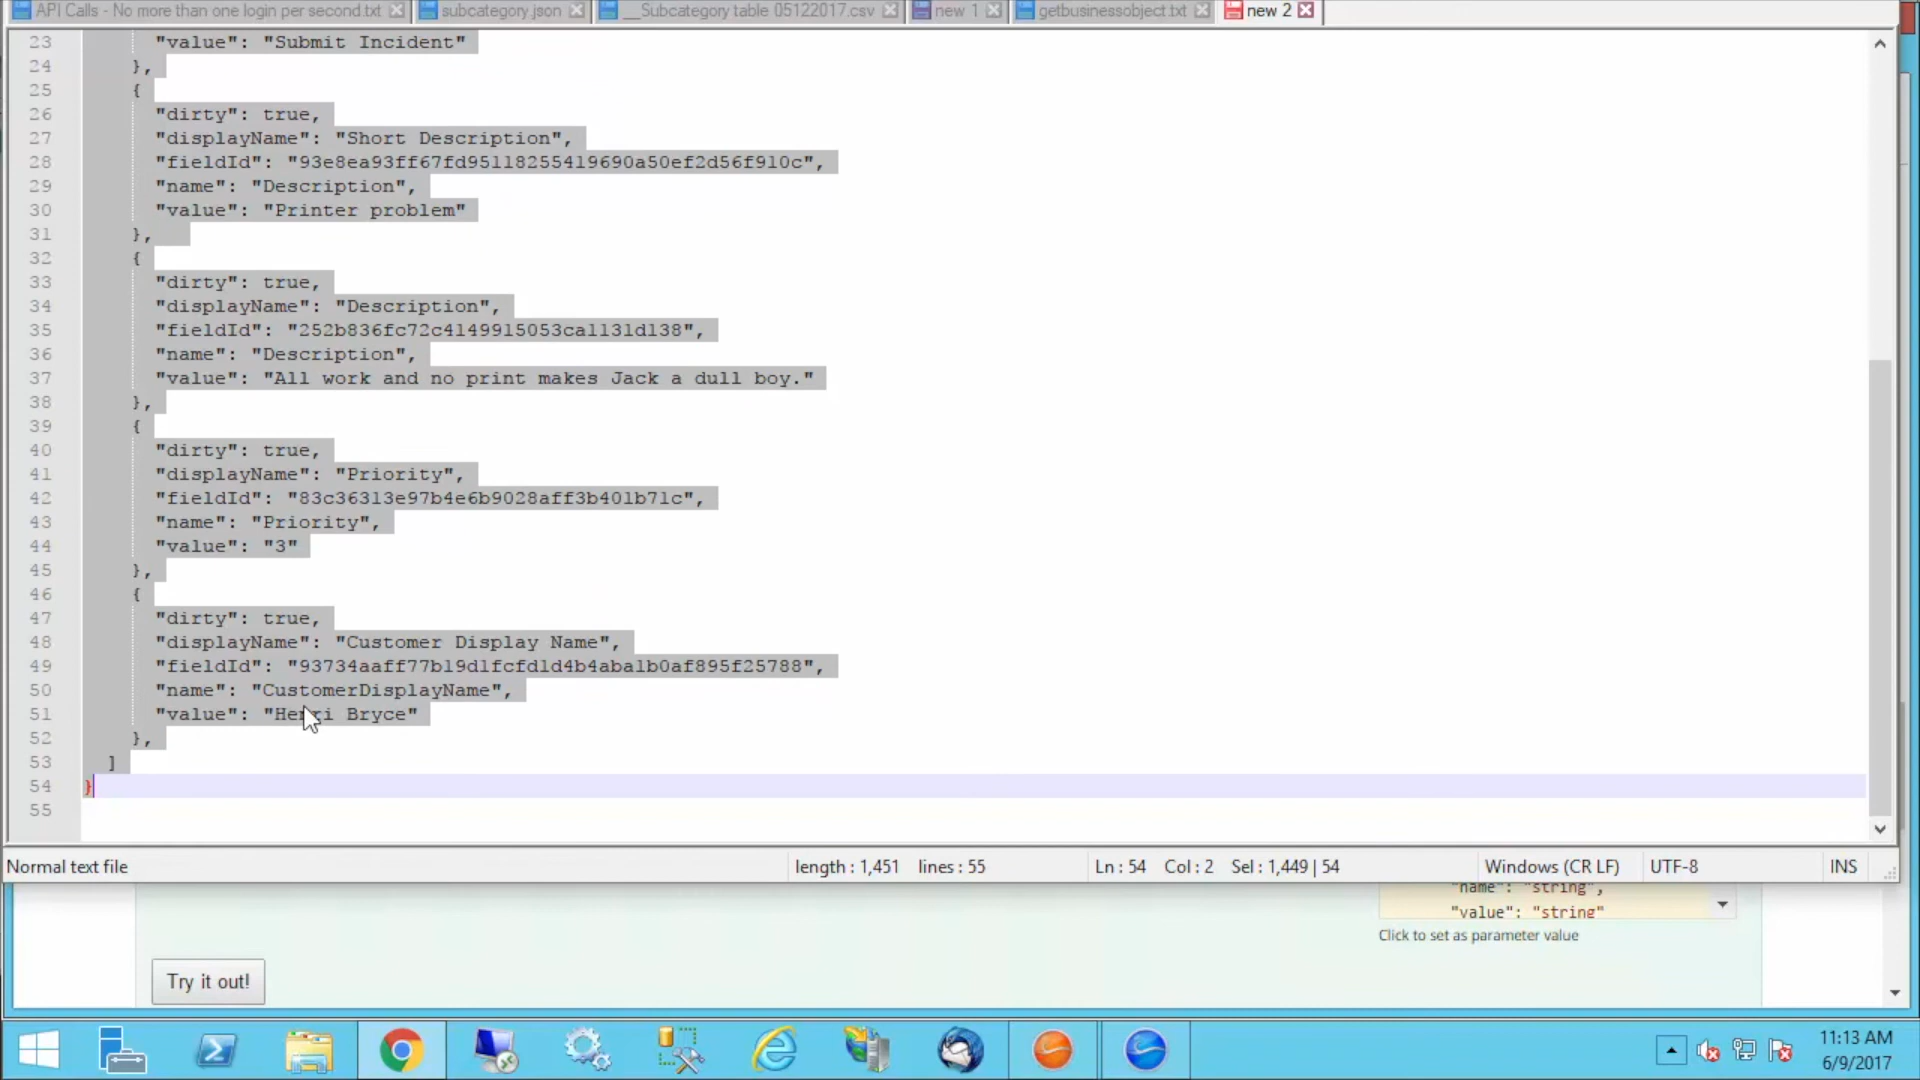 API Calls - No more than one login per second.txt subcategory.json __Subcategory table 05122017.csv new 1 getbusinessobject.txt new 2
23 "value": "Submit Incident"
24 },
25 {
26 "dirty": true,
27 "displayName": "Short Description",
28 "fieldId": "93e8ea93ff67fd95118255419690a50ef2d56f910c",
29 "name": "Description",
30 "value": "Printer problem"
31 },
32 {
33 "dirty": true,
34 "displayName": "Description",
35 "fieldId": "252b836fc72c4149915053ca1131d138",
36 "name": "Description",
37 "value": "All work and no print makes Jack a dull boy."
38 },
39 {
40 "dirty": true,
41 "displayName": "Priority",
42 "fieldId": "83c36313e97b4e6b9028aff3b401b71c",
43 "name": "Priority",
44 "value": "3"
45 },
46 {
47 "dirty": true,
48 "displayName": "Customer Display Name",
49 "fieldId": "93734aaff77b19d1fcfd1d4b4aba1b0af895f25788",
50 "name": "CustomerDisplayName",
51 "value": "Henri Bryce"
52 },
53 ]
54 }
55
Normal text file length : 1,451 lines : 55 Ln : 54 Col : 2 Sel : 1,449 | 54 Windows (CR LF) UTF-8 INS
"name": "string",
"value": "string"
Click to set as parameter value
Try it out!
11:13 AM
6/9/2017